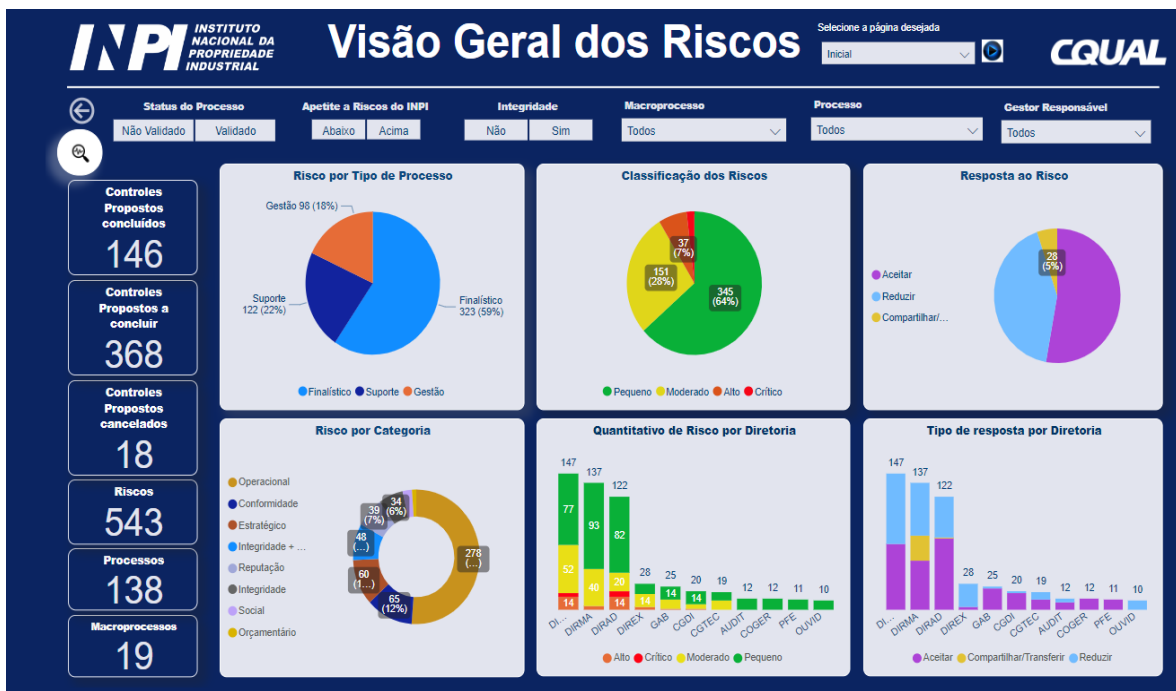 INPI
INSTITUTO
NACIONAL DA
PROPRIEDADE
INDUSTRIAL
Visão Geral dos Riscos
Selecione a página desejada
Inicial
CQUAL
Status do Processo
Não Validado Validado
Apetite a Riscos do INPI
Abaixo Acima
Integridade
Não Sim
Macroprocesso
Todos
Processo
Todos
Gestor Responsável
Todos
Controles
Propostos
concluídos
146
Controles
Propostos a
concluir
368
Controles
Propostos
cancelados
18
Riscos
543
Processos
138
Macroprocessos
19
Risco por Tipo de Processo
Gestão 98 (18%)
Suporte
122 (22%)
Finalístico
323 (59%)
Finalístico Suporte Gestão
Classificação dos Riscos
37
(7%)
151
(28%)
345
(64%)
Pequeno Moderado Alto Crítico
Resposta ao Risco
28
(5%)
Aceitar
Reduzir
Compartilhar/...
Risco por Categoria
Operacional
Conformidade
Estratégico
Integridade + ...
Reputação
Integridade
Social
Orçamentário
34
(6%)
39
(7%)
48
(...)
60
(1...)
65
(12%)
278
(...)
Quantitativo de Risco por Diretoria
147 137 122 28 25 20 19 12 12 11 10
77 93 82
52 40 20 14 14 14
14 14
DI... DIRMA DIRAD DIREX GAB CGDI CGTEC AUDIT COGER PFE OUVID
Alto Crítico Moderado Pequeno
Tipo de resposta por Diretoria
147 137 122 28 25 20 19 12 12 11 10
DI... DIRMA DIRAD DIREX GAB CGDI CGTEC AUDIT COGER PFE OUVID
Aceitar Compartilhar/Transferir Reduzir